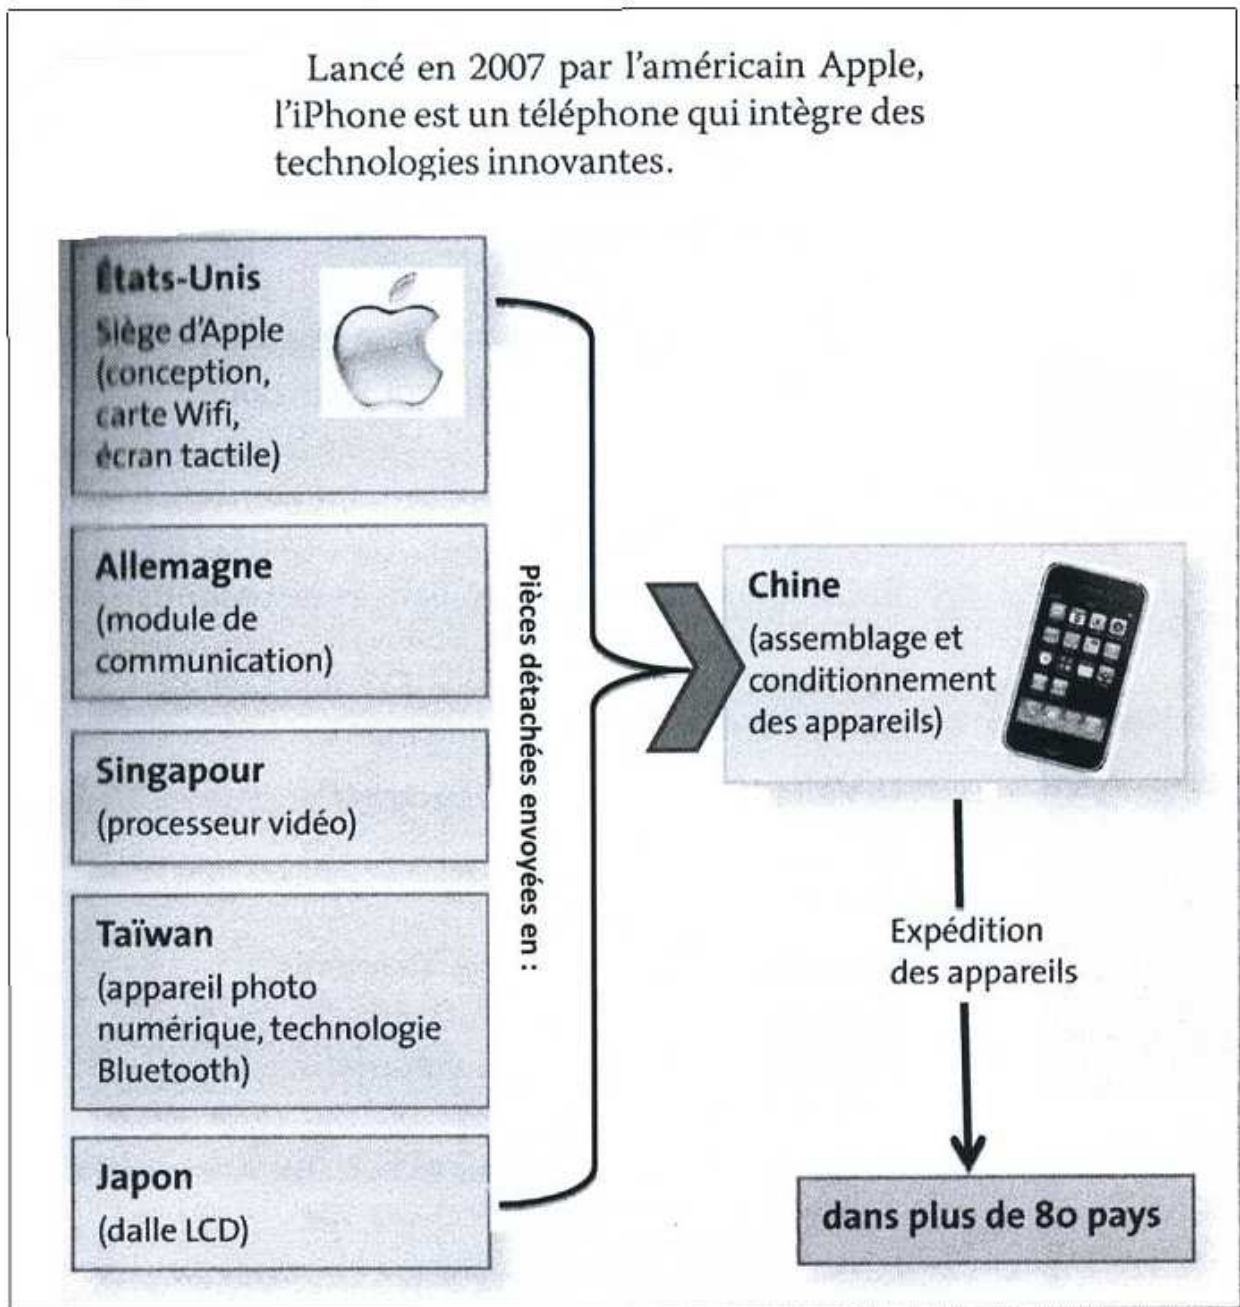 Lancé en 2007 par l'américain Apple,
l'iPhone est un téléphone qui intègre des
technologies innovantes.
États-Unis
Siège d'Apple
(conception,
carte Wifi,
écran tactile)
Allemagne
(module de
communication)
Singapour
(processeur vidéo)
Taïwan
(appareil photo
numérique, technologie
Bluetooth)
Japon
(dalle LCD)
Pièces détachées envoyées en :
Chine
(assemblage et
conditionnement
des appareils)
Expédition
des appareils
dans plus de 80 pays